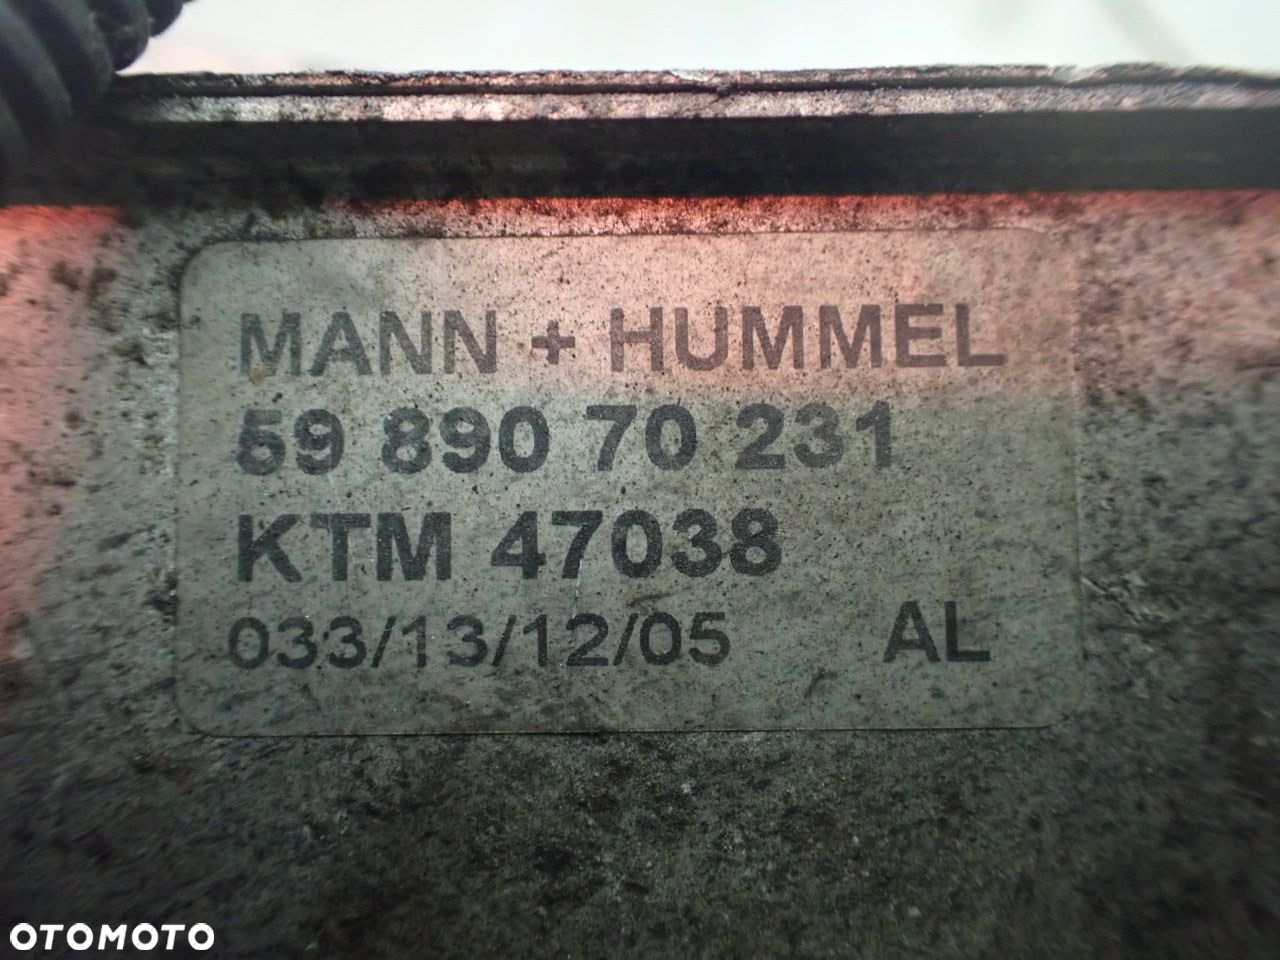 MANN + HUMMEL
59 890 70 231
KTM 47038
033/13/12/05 AL
OTOMOTO